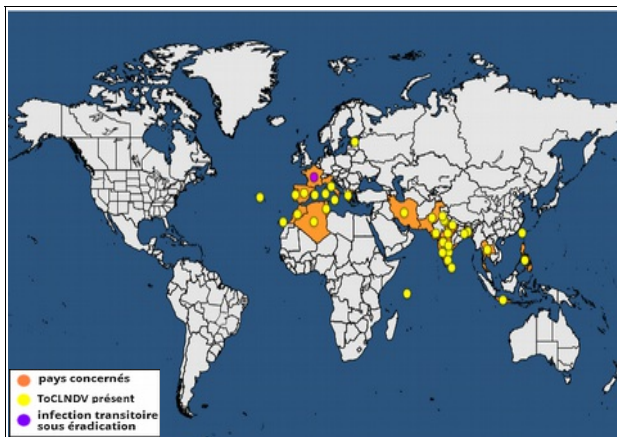 pays concernés
ToCLNDV présent
infection transitoire
sous éradication